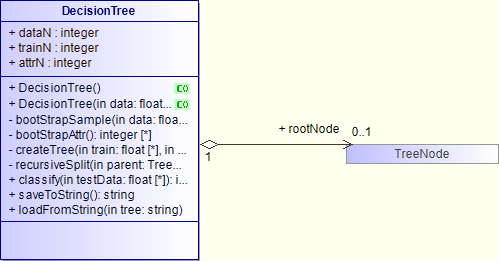 DecisionTree
+ dataN : integer
+ trainN : integer
+ attrN : integer
+ DecisionTree()
+ DecisionTree(in data: float...
- bootStrapSample(in data: floa...
- bootStrapAttr(): integer [*]
- createTree(in train: float [*], in ...
- recursiveSplit(in parent: Tree...
+ classify(in testData: float [*]): i...
+ saveToString(): string
+ loadFromString(in tree: string)
+ rootNode
0..1
1
TreeNode